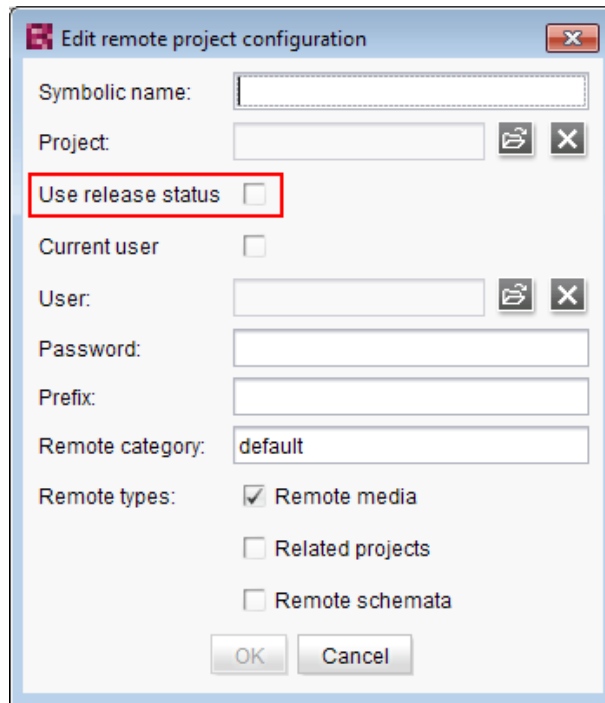 Edit remote project configuration
Symbolic name:
Project:
Use release status
Current user
User:
Password:
Prefix:
Remote category: default
Remote types: Remote media
Related projects
Remote schemata
OK Cancel